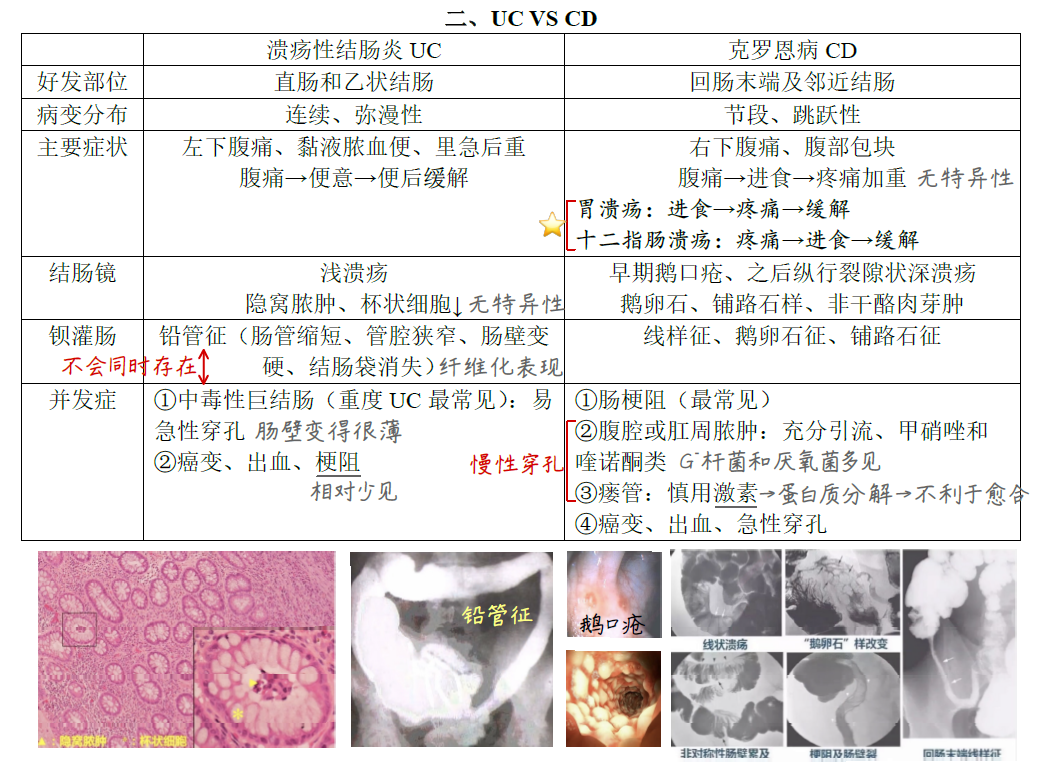 二、UC VS CD
溃疡性结肠炎 UC
克罗恩病 CD
好发部位
直肠和乙状结肠
回肠末端及邻近结肠
病变分布
连续、弥漫性
节段、跳跃性
主要症状
左下腹痛、黏液脓血便、里急后重
腹痛→便意→便后缓解
右下腹痛、腹部包块
腹痛→进食→疼痛加重 无特异性
胃溃疡：进食→疼痛→缓解
十二指肠溃疡：疼痛→进食→缓解
结肠镜
浅溃疡
隐窝脓肿、杯状细胞↓ 无特异性
早期鹅口疮、之后纵行裂隙状深溃疡
鹅卵石、铺路石样、非干酪肉芽肿
钡灌肠
不会同时存在
铅管征（肠管缩短、管腔狭窄、肠壁变
硬、结肠袋消失）纤维化表现
线样征、鹅卵石征、铺路石征
并发症
①中毒性巨结肠（重度 UC 最常见）：易
急性穿孔 肠壁变得很薄
②癌变、出血、梗阻
相对少见
慢性穿孔
①肠梗阻（最常见）
②腹腔或肛周脓肿：充分引流、甲硝唑和
喹诺酮类 G⁻杆菌和厌氧菌多见
③瘘管：慎用激素→蛋白质分解→不利于愈合
④癌变、出血、急性穿孔
▲：隐窝脓肿 ：杯状细胞
铅管征
鹅口疮
线状溃疡
“鹅卵石”样改变
非对称性肠壁累及
梗阻及肠壁裂
回肠末端线样征